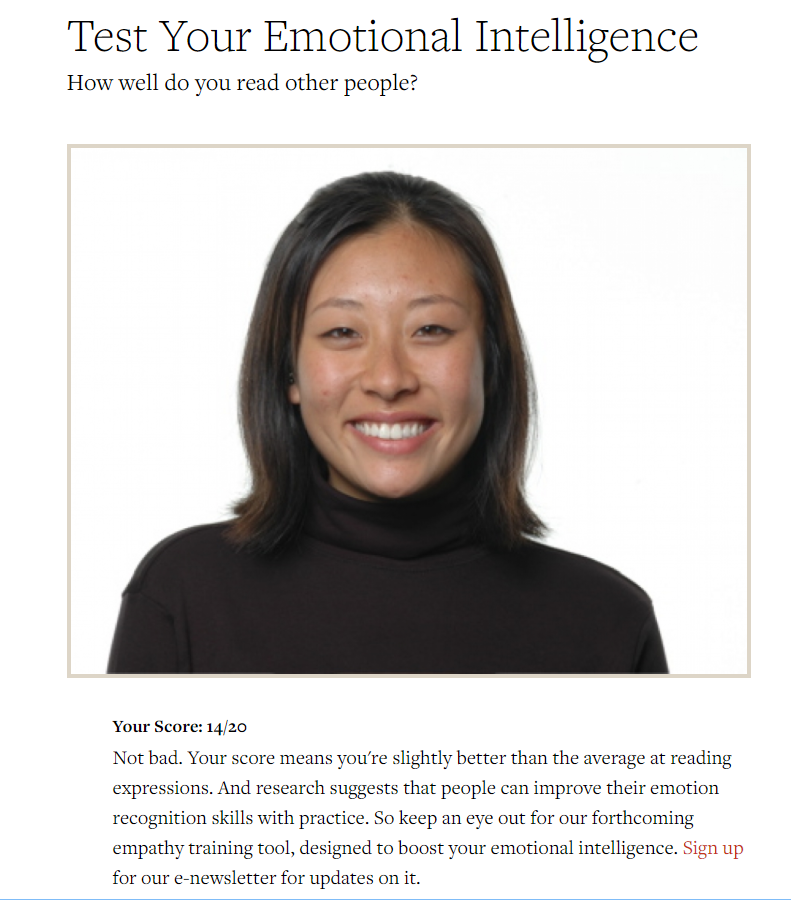 Test Your Emotional Intelligence
How well do you read other people?
Your Score: 14/20
Not bad. Your score means you're slightly better than the average at reading
expressions. And research suggests that people can improve their emotion
recognition skills with practice. So keep an eye out for our forthcoming
empathy training tool, designed to boost your emotional intelligence. Sign up
for our e-newsletter for updates on it.